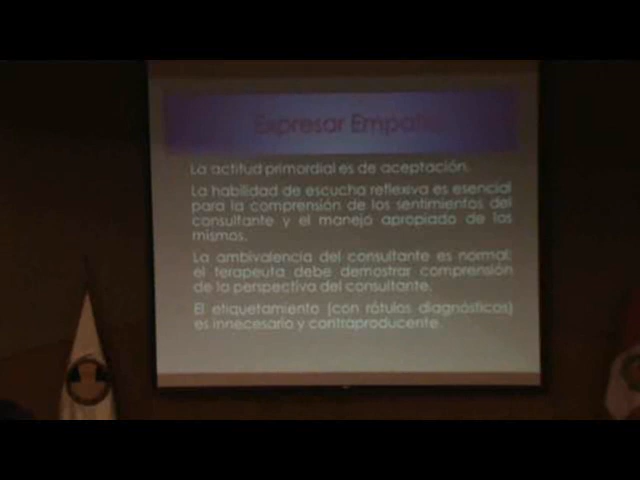 Expresar Empatía
La actitud primordial es de aceptación.
La habilidad de escucha reflexiva es esencial
para la comprensión de los sentimientos del
consultante y el manejo apropiado de los
mismos.
La ambivalencia del consultante es normal;
el terapeuta debe demostrar comprensión
de la perspectiva del consultante.
El etiquetamiento (con rótulos diagnósticos)
es innecesario y contraproducente.